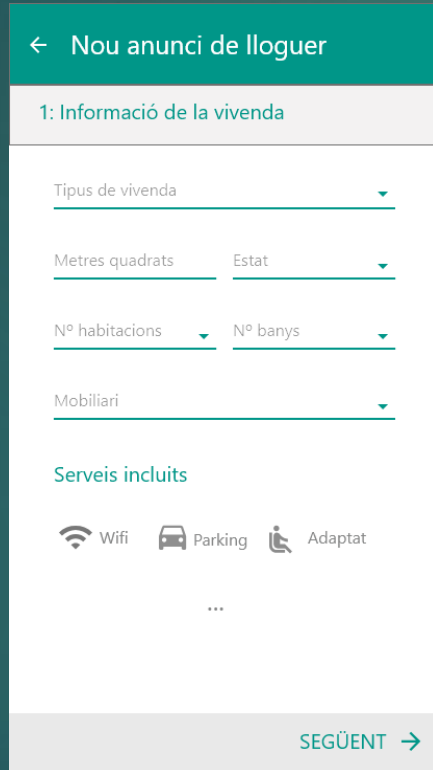 Nou anunci de lloguer
1: Informació de la vivenda
Tipus de vivenda
Metres quadrats Estat
Nº habitacions Nº banys
Mobiliari
Serveis incluits
Wifi Parking Adaptat
...
SEGÜENT